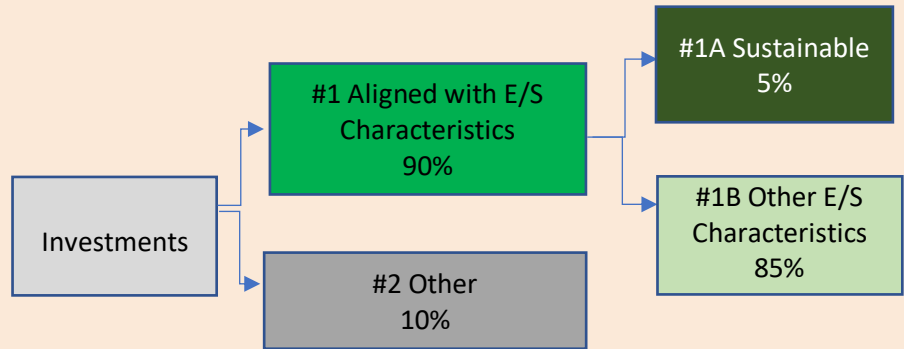 Investments
#1 Aligned with E/S
Characteristics
90%
#2 Other
10%
#1A Sustainable
5%
#1B Other E/S
Characteristics
85%